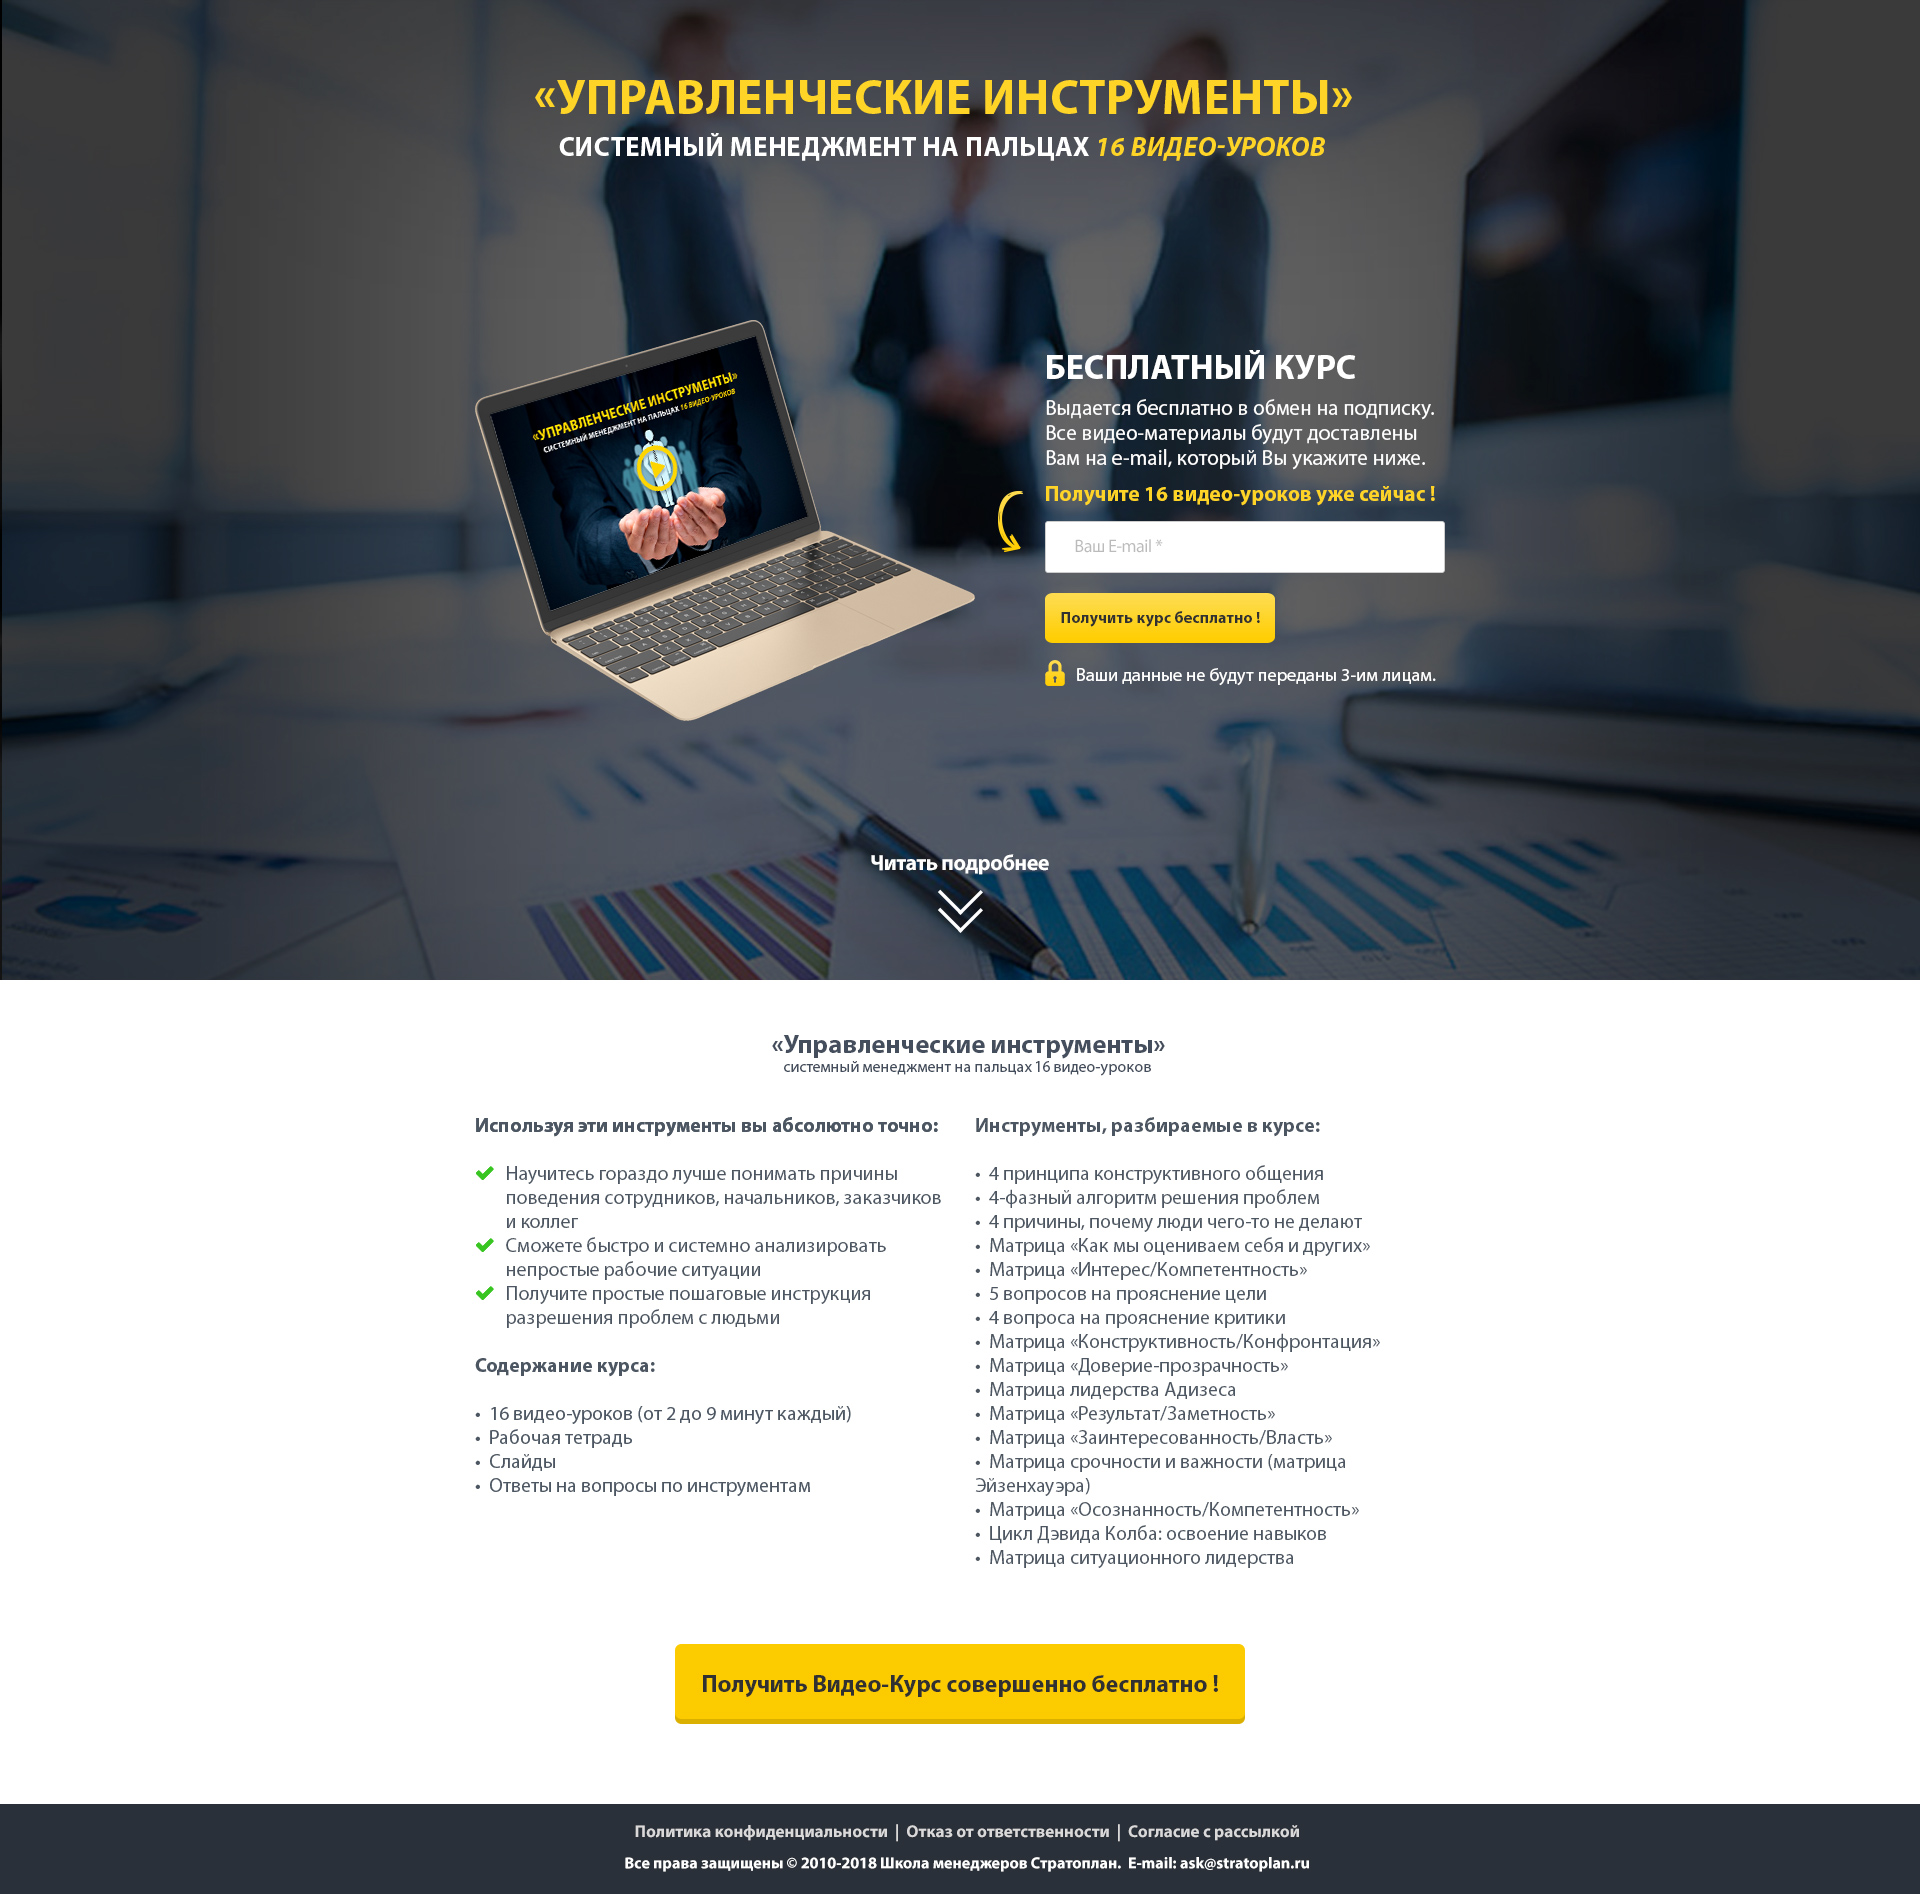 «УПРАВЛЕНЧЕСКИЕ ИНСТРУМЕНТЫ»
СИСТЕМНЫЙ МЕНЕДЖМЕНТ НА ПАЛЬЦАХ 16 ВИДЕО-УРОКОВ
«УПРАВЛЕНЧЕСКИЕ ИНСТРУМЕНТЫ»
СИСТЕМНЫЙ МЕНЕДЖМЕНТ НА ПАЛЬЦАХ 16 ВИДЕО-УРОКОВ
БЕСПЛАТНЫЙ КУРС
Выдается бесплатно в обмен на подписку.
Все видео-материалы будут доставлены
Вам на e-mail, который Вы укажите ниже.
Получите 16 видео-уроков уже сейчас !
Ваш E-mail *
Получить курс бесплатно !
Ваши данные не будут переданы 3-им лицам.
Читать подробнее
«Управленческие инструменты»
системный менеджмент на пальцах 16 видео-уроков
Используя эти инструменты вы абсолютно точно:
Научитесь гораздо лучше понимать причины
поведения сотрудников, начальников, заказчиков
и коллег
Сможете быстро и системно анализировать
непростые рабочие ситуации
Получите простые пошаговые инструкция
разрешения проблем с людьми
Содержание курса:
• 16 видео-уроков (от 2 до 9 минут каждый)
• Рабочая тетрадь
• Слайды
• Ответы на вопросы по инструментам
Инструменты, разбираемые в курсе:
• 4 принципа конструктивного общения
• 4-фазный алгоритм решения проблем
• 4 причины, почему люди чего-то не делают
• Матрица «Как мы оцениваем себя и других»
• Матрица «Интерес/Компетентность»
• 5 вопросов на прояснение цели
• 4 вопроса на прояснение критики
• Матрица «Конструктивность/Конфронтация»
• Матрица «Доверие-прозрачность»
• Матрица лидерства Адизеса
• Матрица «Результат/Заметность»
• Матрица «Заинтересованность/Власть»
• Матрица срочности и важности (матрица
Эйзенхауэра)
• Матрица «Осознанность/Компетентность»
• Цикл Дэвида Колба: освоение навыков
• Матрица ситуационного лидерства
Получить Видео-Курс совершенно бесплатно !
Политика конфиденциальности | Отказ от ответственности | Согласие с рассылкой
Все права защищены © 2010-2018 Школа менеджеров Стратоплан. E-mail: ask@stratoplan.ru